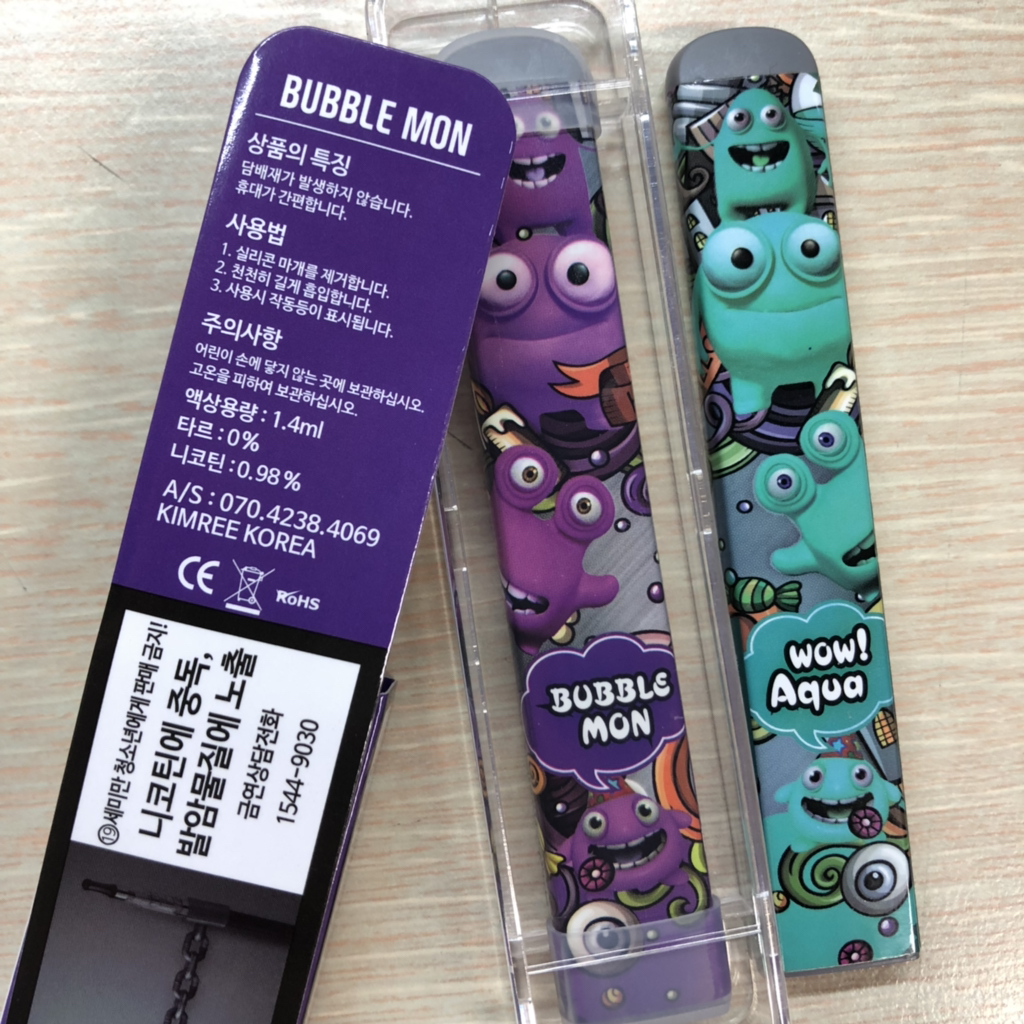 BUBBLE MON
상품의 특징
담배재가 발생하지 않습니다.
휴대가 간편합니다.
사용법
1. 실리콘 마개를 제거합니다.
2. 천천히 길게 흡입합니다.
3. 사용시 작동등이 표시됩니다.
주의사항
어린이 손에 닿지 않는 곳에 보관하십시오.
고온을 피하여 보관하십시오.
액상용량 : 1.4ml
타르 : 0%
니코틴 : 0.98%
A/S : 070.4238.4069
KIMREE KOREA
CE
RoHS
⑲세미만 청소년에게 판매 금지!
니코틴에 중독,
발암물질에 노출
금연상담전화
1544-9030
BUBBLE
MON
WOW!
Aqua